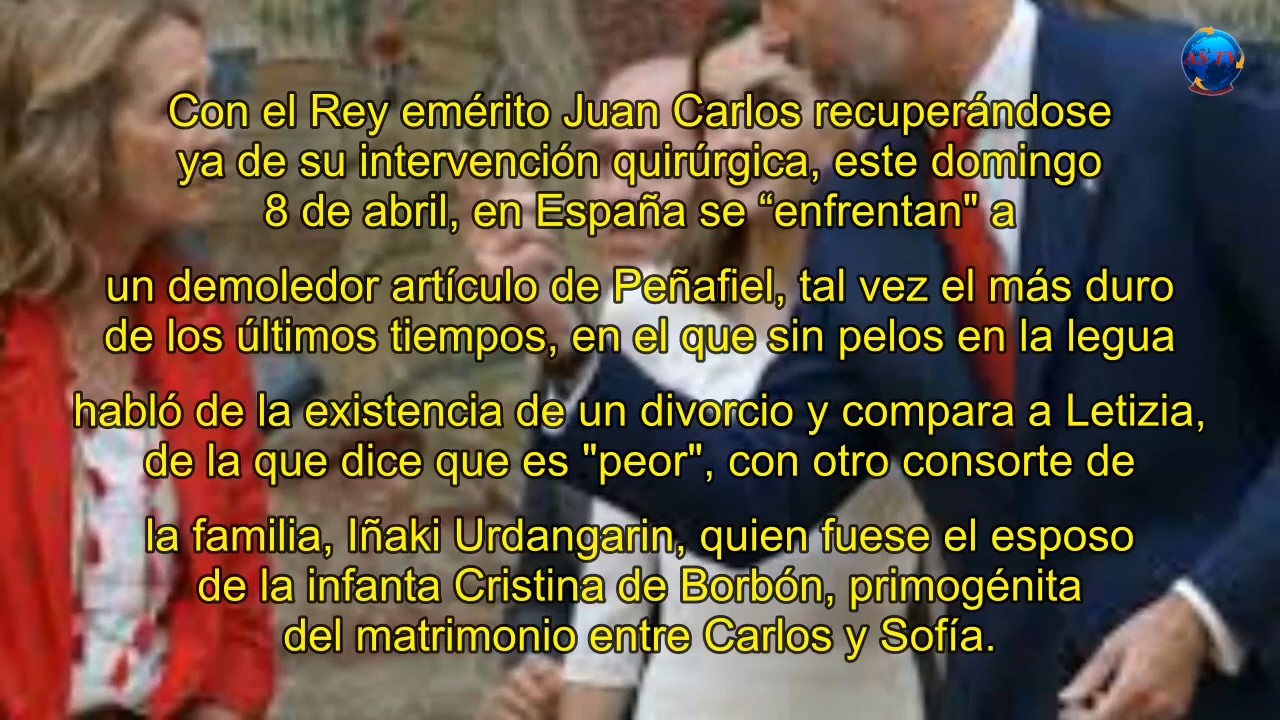 AS TV
Con el Rey emérito Juan Carlos recuperándose
ya de su intervención quirúrgica, este domingo
8 de abril, en España se “enfrentan" a
un demoledor artículo de Peñafiel, tal vez el más duro
de los últimos tiempos, en el que sin pelos en la legua
habló de la existencia de un divorcio y compara a Letizia,
de la que dice que es "peor", con otro consorte de
la familia, Iñaki Urdangarin, quien fuese el esposo
de la infanta Cristina de Borbón, primogénita
del matrimonio entre Carlos y Sofía.